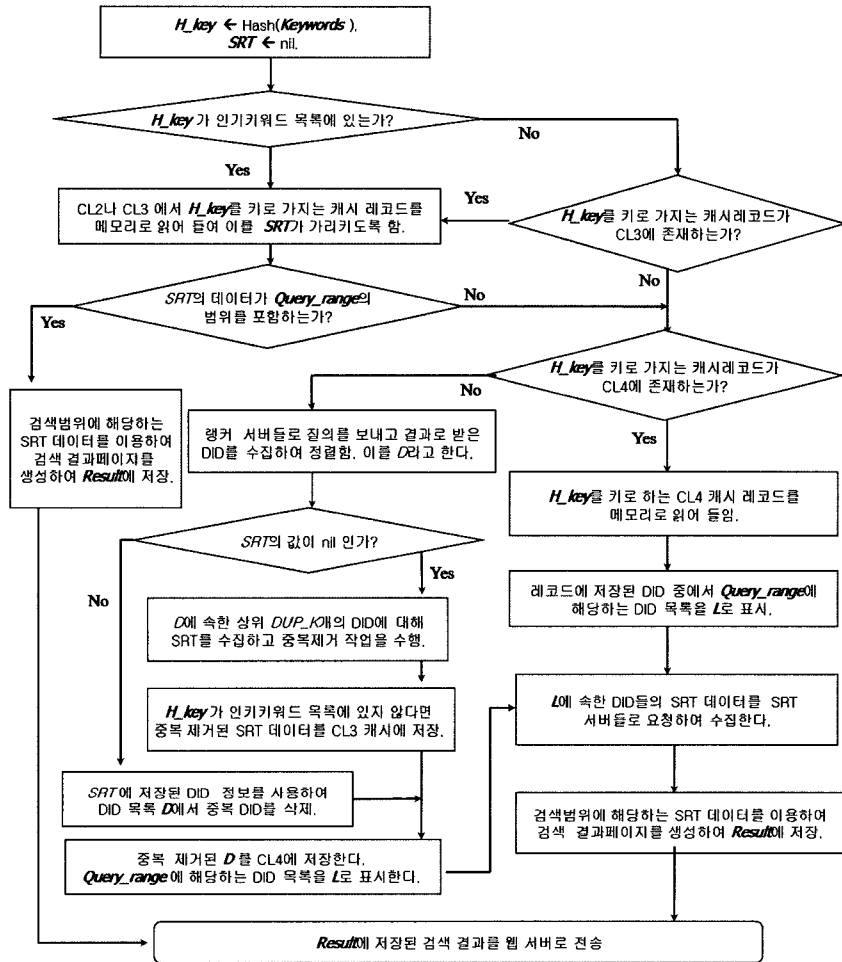 H_key ← Hash(Keywords ).
SRT ← nil.
H_key 가 인기키워드 목록에 있는가?
No
Yes
CL2나 CL3 에서 H_key를 키로 가지는 캐시 레코드를
메모리로 읽어 들여 이를 SRT가 가리키도록 함.
Yes
H_key를 키로 가지는 캐시레코드가
CL3에 존재하는가?
No
SRT의 데이터가 Query_range의
범위를 포함하는가?
Yes
No
H_key를 키로 가지는 캐시레코드가
CL4에 존재하는가?
No
Yes
검색범위에 해당하는
SRT 데이터를 이용하여
검색 결과페이지를
생성하여 Result에 저장.
랭커 서버들로 질의를 보내고 결과로 받은
DID를 수집하여 정렬함. 이를 D라고 한다.
H_key를 키로 하는 CL4 캐시 레코드를
메모리로 읽어 들임.
SRT의 값이 nil 인가?
No
Yes
레코드에 저장된 DID 중에서 Query_range에
해당하는 DID 목록을 L로 표시.
D에 속한 상위 DUP_K개의 DID에 대해
SRT를 수집하고 중복제거 작업을 수행.
H_key 가 인키키워드 목록에 있지 않다면
중복 제거된 SRT 데이터를 CL3 캐시에 저장.
L에 속한 DID들의 SRT 데이터를 SRT
서버들로 요청하여 수집한다.
SRT에 저장된 DID 정보를 사용하여
DID 목록 D에서 중복 DID를 삭제.
검색범위에 해당하는 SRT 데이터를 이용하여
검색 결과페이지를 생성하여 Result에 저장.
중복 제거된 D 를 CL4에 저장한다.
Query_range 에 해당하는 DID 목록을 L로 표시한다.
Result에 저장된 검색 결과를 웹 서버로 전송